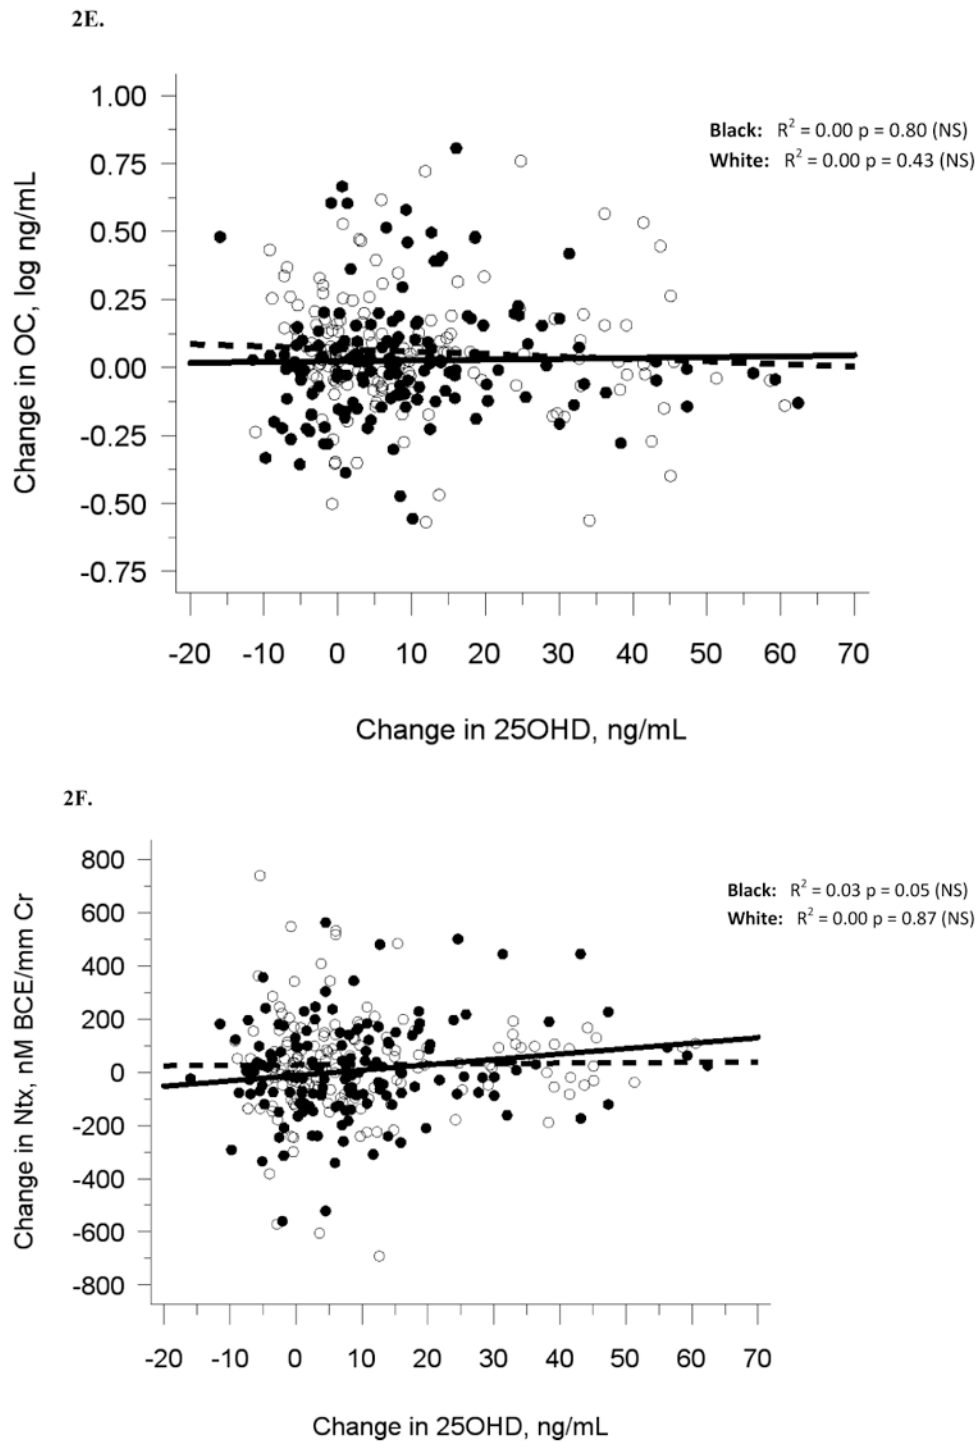 2E.
1.00
0.75
0.50
0.25
0.00
-0.25
-0.50
-0.75
Change in OC, log ng/mL
Black: R² = 0.00 p = 0.80 (NS)
White: R² = 0.00 p = 0.43 (NS)
-20 -10 0 10 20 30 40 50 60 70
Change in 25OHD, ng/mL
2F.
800
600
400
200
0
-200
-400
-600
-800
Change in Ntx, nM BCE/mm Cr
Black: R² = 0.03 p = 0.05 (NS)
White: R² = 0.00 p = 0.87 (NS)
-20 -10 0 10 20 30 40 50 60 70
Change in 25OHD, ng/mL